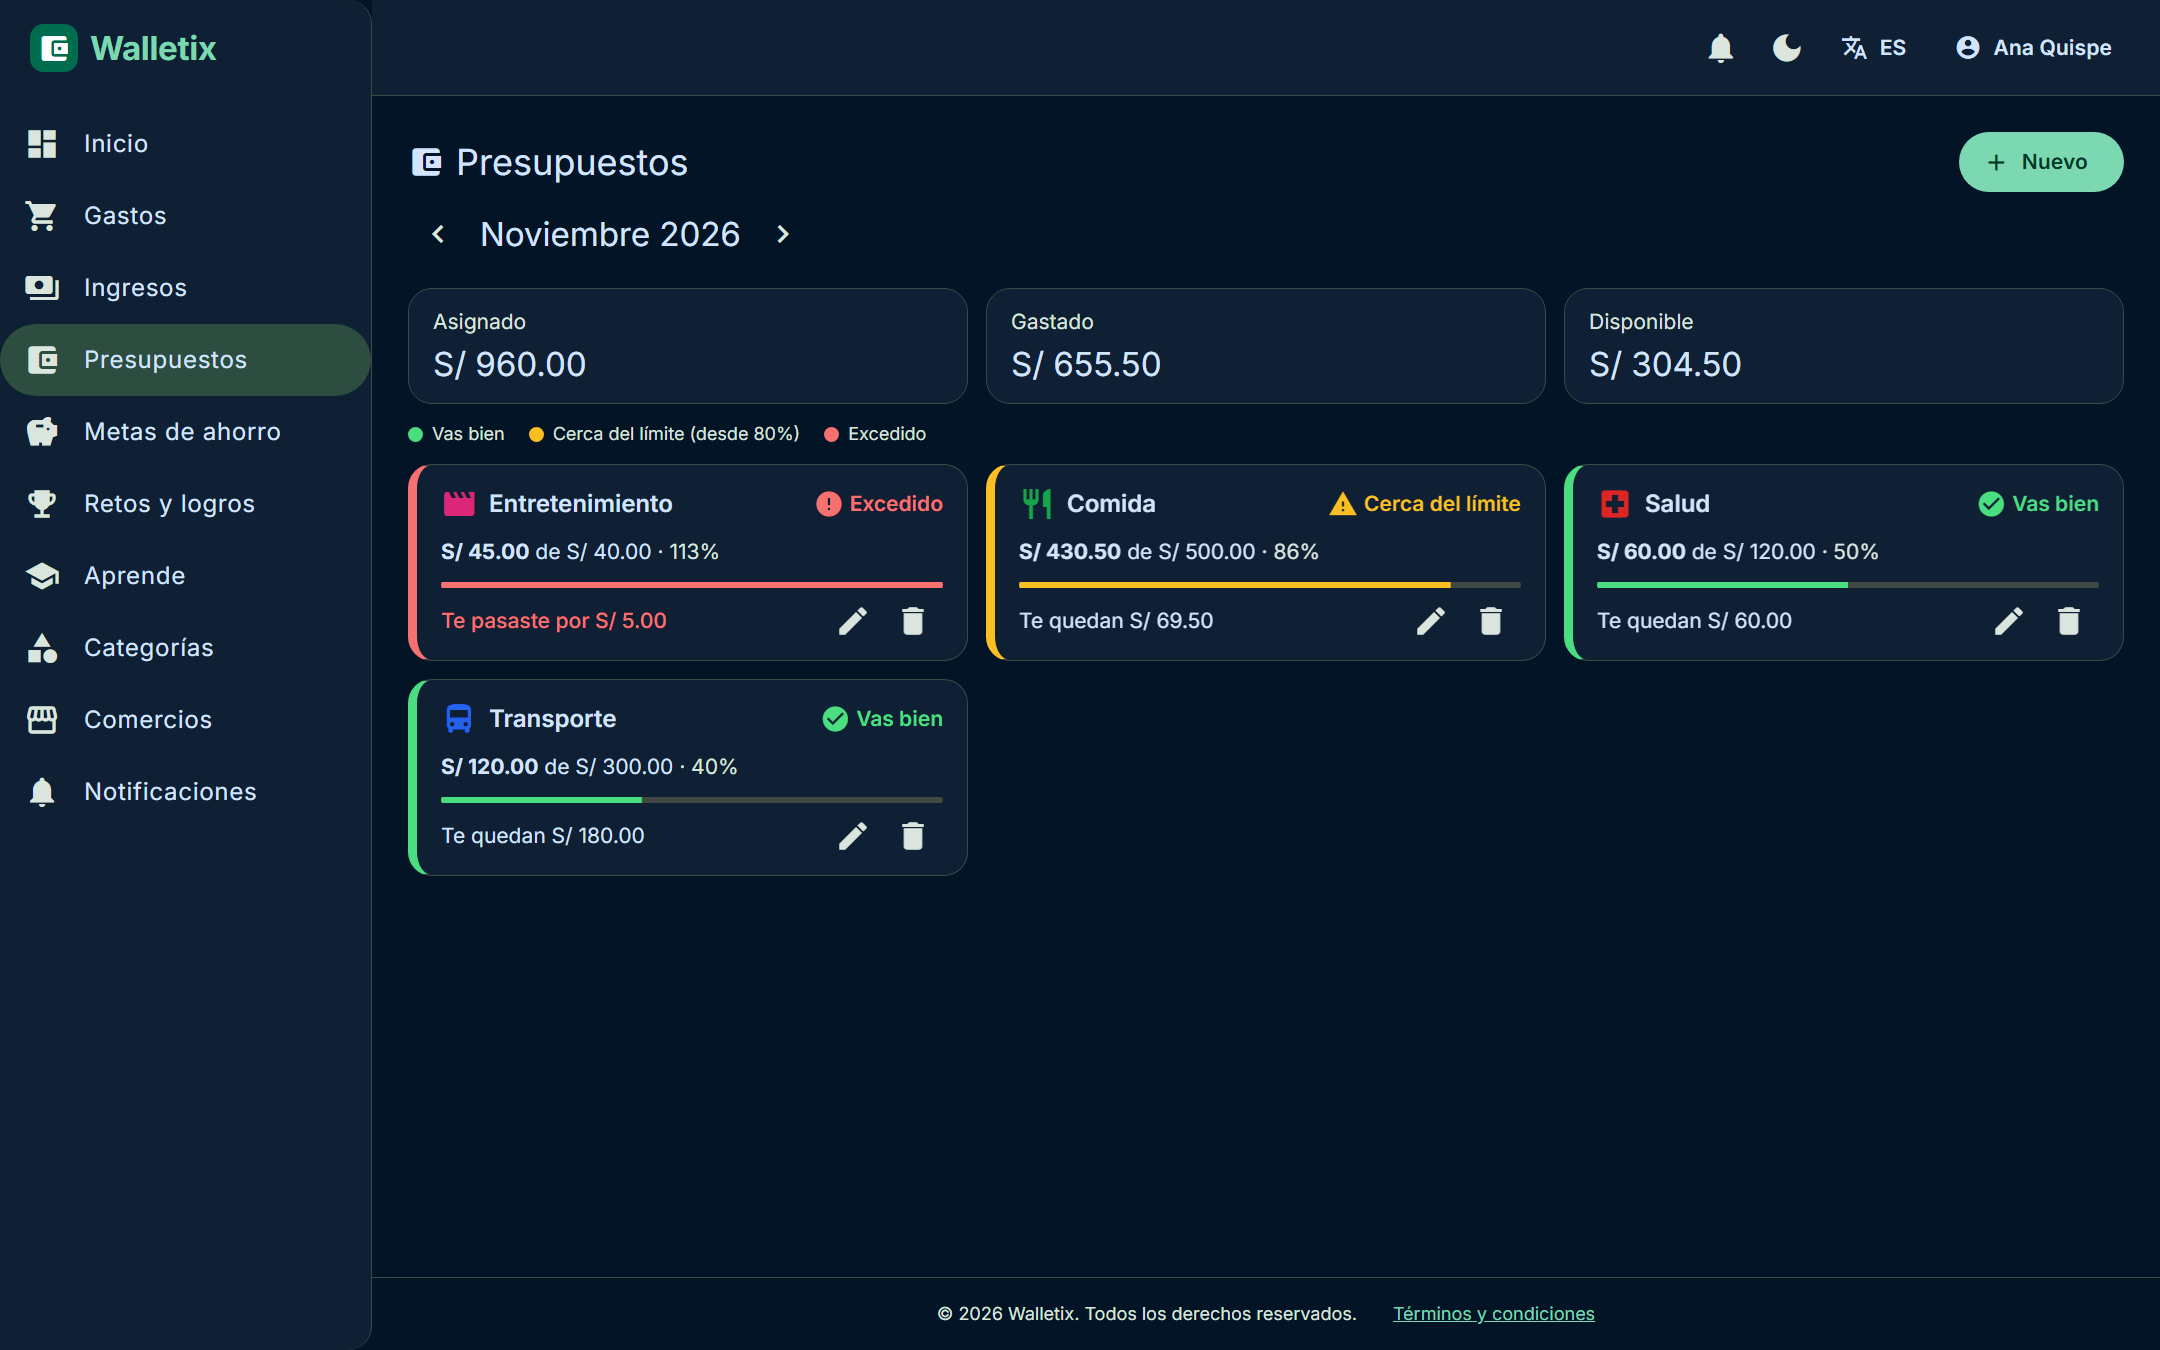 Walletix
ES
Ana Quispe
Inicio
Gastos
Ingresos
Presupuestos
Metas de ahorro
Retos y logros
Aprende
Categorías
Comercios
Notificaciones
Presupuestos
+ Nuevo
Noviembre 2026
Asignado
S/ 960.00
Gastado
S/ 655.50
Disponible
S/ 304.50
Vas bien
Cerca del límite (desde 80%)
Excedido
Entretenimiento
Excedido
S/ 45.00 de S/ 40.00 · 113%
Te pasaste por S/ 5.00
Comida
Cerca del límite
S/ 430.50 de S/ 500.00 · 86%
Te quedan S/ 69.50
Salud
Vas bien
S/ 60.00 de S/ 120.00 · 50%
Te quedan S/ 60.00
Transporte
Vas bien
S/ 120.00 de S/ 300.00 · 40%
Te quedan S/ 180.00
© 2026 Walletix. Todos los derechos reservados.
Términos y condiciones